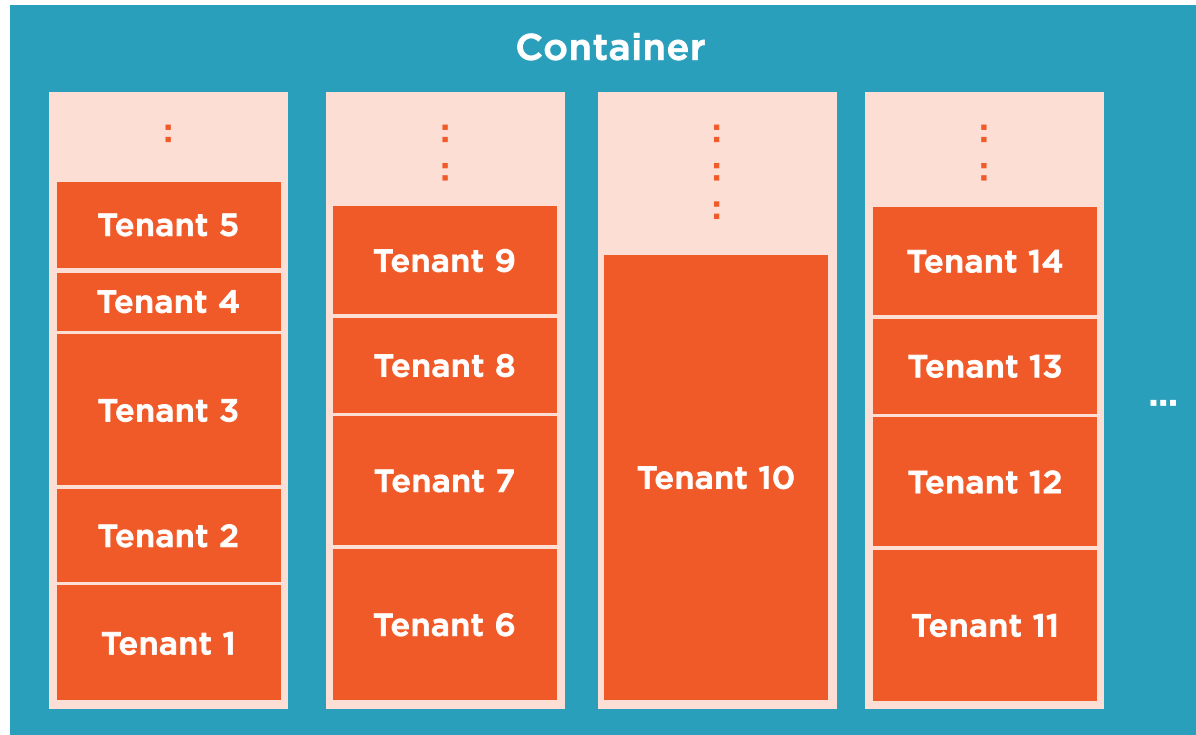 Container
:
Tenant 5
Tenant 4
Tenant 3
Tenant 2
Tenant 1
:
:
Tenant 9
Tenant 8
Tenant 7
Tenant 6
:
:
:
Tenant 10
:
:
Tenant 14
Tenant 13
Tenant 12
Tenant 11
...